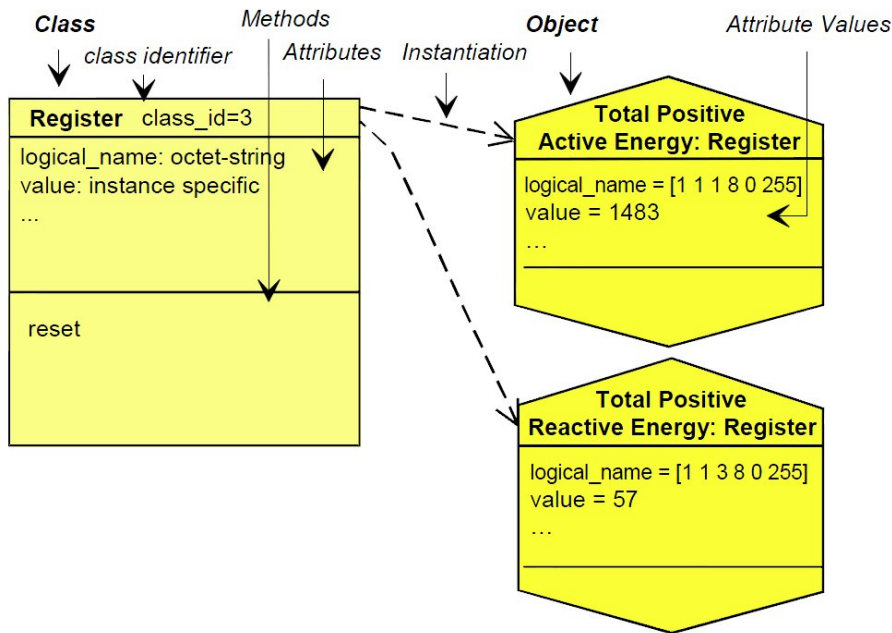 Class
class identifier
Methods
Attributes
Instantiation
Object
Attribute Values
Register class_id=3
logical_name: octet-string
value: instance specific
...
reset
Total Positive
Active Energy: Register
logical_name = [1 1 1 8 0 255]
value = 1483
...
Total Positive
Reactive Energy: Register
logical_name = [1 1 3 8 0 255]
value = 57
...